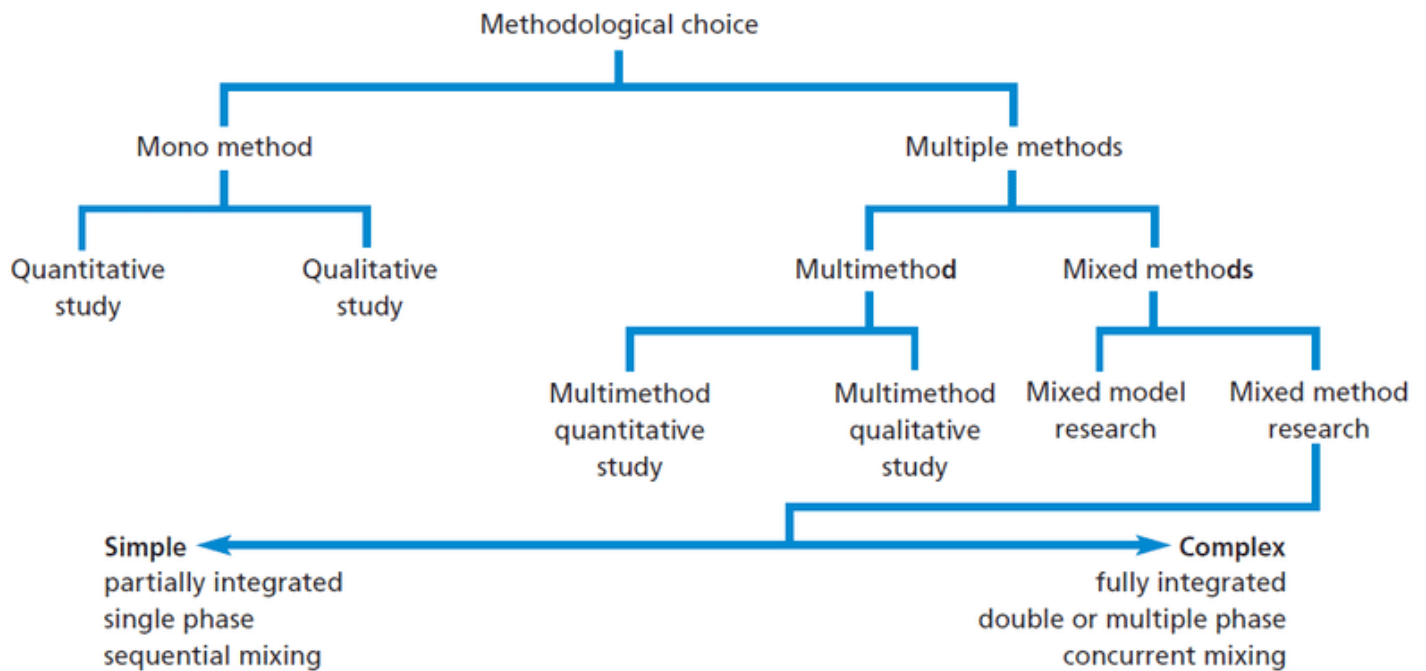 Methodological choice
Mono method
Multiple methods
Quantitative
study
Qualitative
study
Multimethod
Mixed methods
Multimethod
quantitative
study
Multimethod
qualitative
study
Mixed model
research
Mixed method
research
Simple
partially integrated
single phase
sequential mixing
Complex
fully integrated
double or multiple phase
concurrent mixing